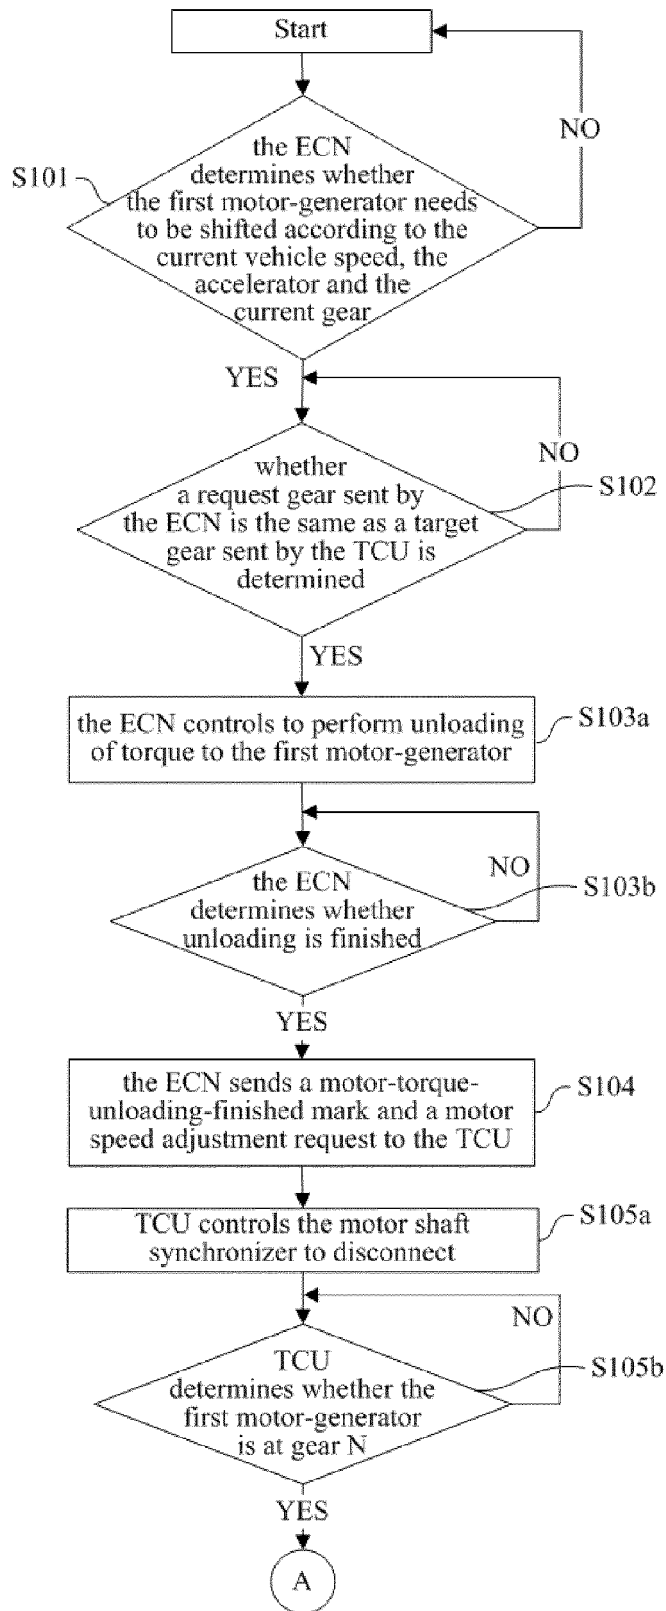 Start
NO
S101
the ECN
determines whether
the first motor-generator needs
to be shifted according to the
current vehicle speed, the
accelerator and the
current gear
YES
NO
S102
whether
a request gear sent by
the ECN is the same as a target
gear sent by the TCU is
determined
YES
S103a
the ECN controls to perform unloading
of torque to the first motor-generator
NO
S103b
the ECN
determines whether
unloading is finished
YES
S104
the ECN sends a motor-torque-
unloading-finished mark and a motor
speed adjustment request to the TCU
S105a
TCU controls the motor shaft
synchronizer to disconnect
NO
S105b
TCU
determines whether the
first motor-generator
is at gear N
YES
A